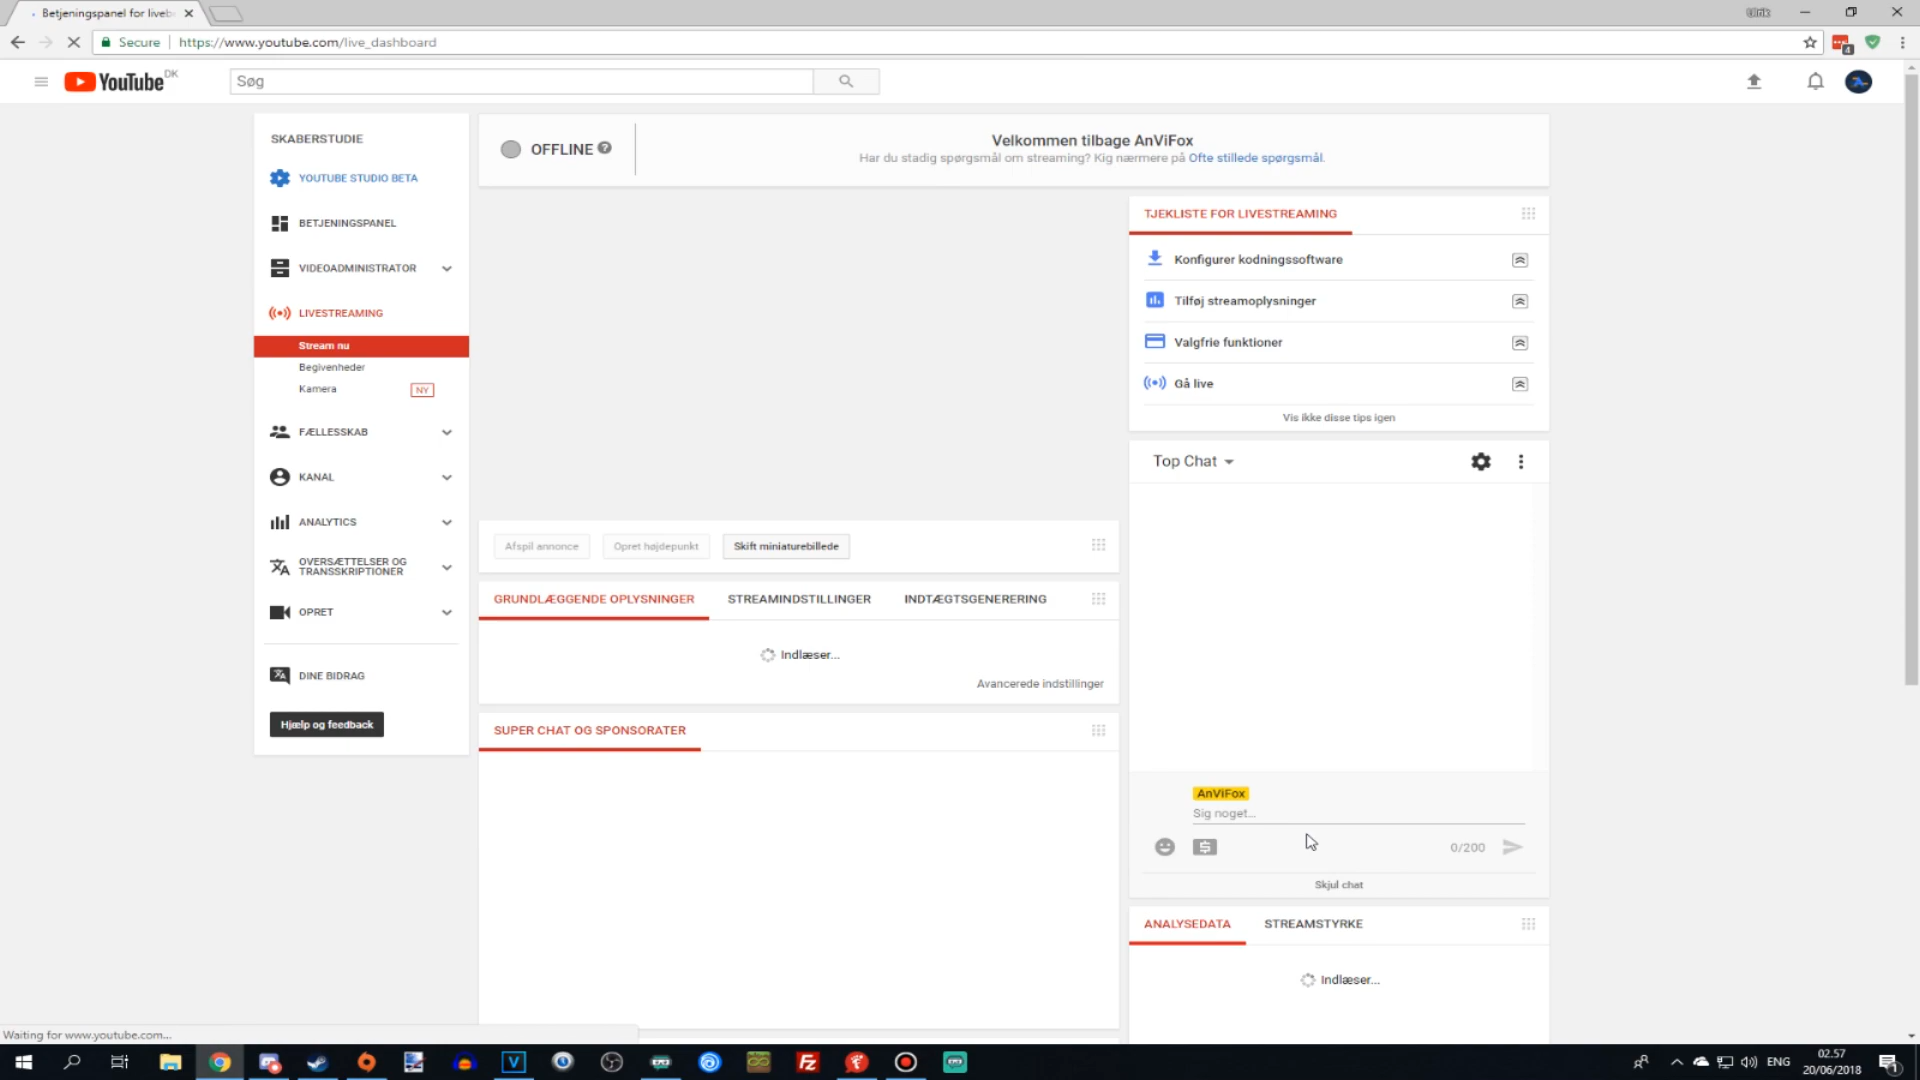 Betjeningspanel for liveb
Ulrik
Secure
https://www.youtube.com/live_dashboard
4
YouTube DK
Søg
SKABERSTUDIE
YOUTUBE STUDIO BETA
BETJENINGSPANEL
VIDEOADMINISTRATOR
LIVESTREAMING
Stream nu
Begivenheder
Kamera NY
FÆLLESSKAB
KANAL
ANALYTICS
OVERSÆTTELSER OG
TRANSSKRIPTIONER
OPRET
DINE BIDRAG
Hjælp og feedback
OFFLINE ?
Velkommen tilbage AnViFox
Har du stadig spørgsmål om streaming? Kig nærmere på Ofte stillede spørgsmål.
Afspil annonce
Opret højdepunkt
Skift miniaturebillede
GRUNDLÆGGENDE OPLYSNINGER
STREAMINDSTILLINGER
INDTÆGTSGENERERING
Indlæser...
Avancerede indstillinger
SUPER CHAT OG SPONSORATER
TJEKLISTE FOR LIVESTREAMING
Konfigurer kodningssoftware
Tilføj streamoplysninger
Valgfrie funktioner
Gå live
Vis ikke disse tips igen
Top Chat
AnViFox
Sig noget...
0/200
Skjul chat
ANALYSEDATA
STREAMSTYRKE
Indlæser...
Waiting for www.youtube.com...
ENG
02.57
20/06/2018
1